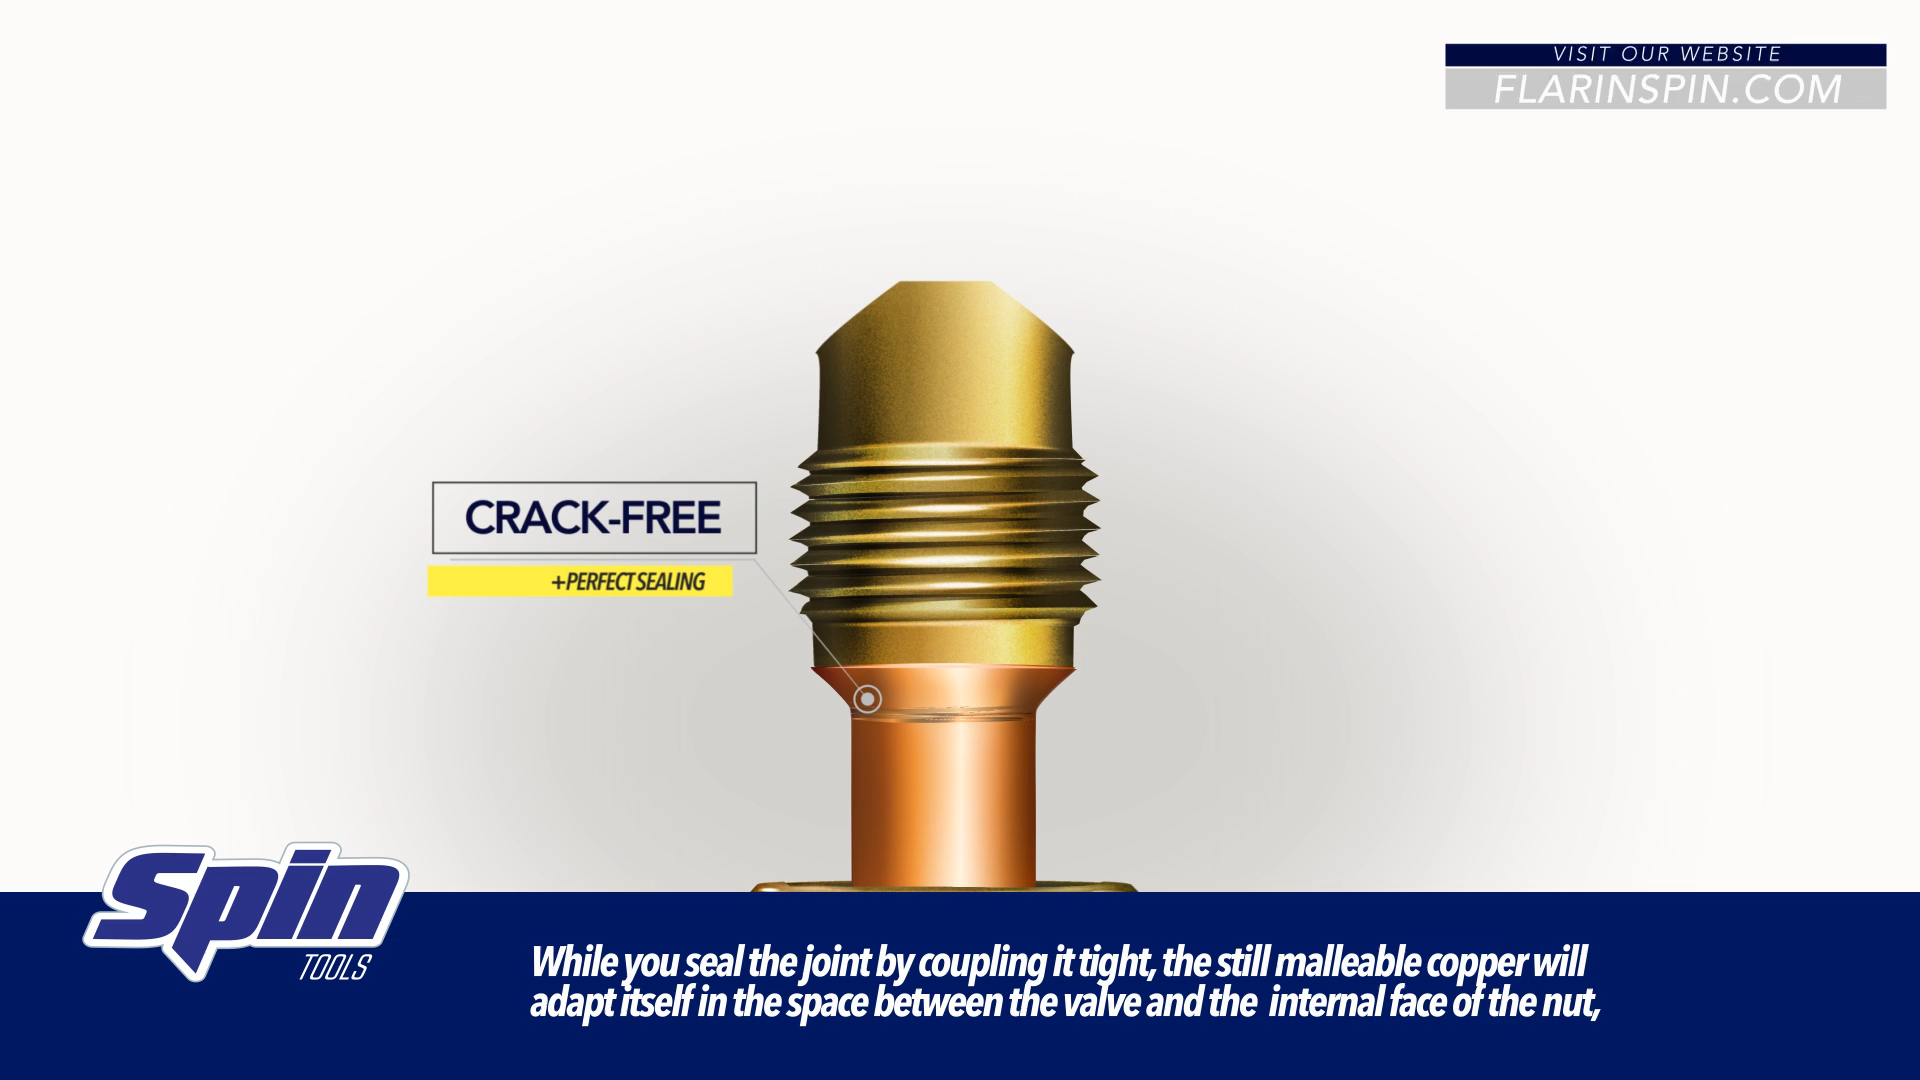 VISIT OUR WEBSITE
FLARINSPIN.COM
CRACK-FREE
+PERFECT SEALING
Spin
TOOLS
While you seal the joint by coupling it tight, the still malleable copper will
adapt itself in the space between the valve and the internal face of the nut,